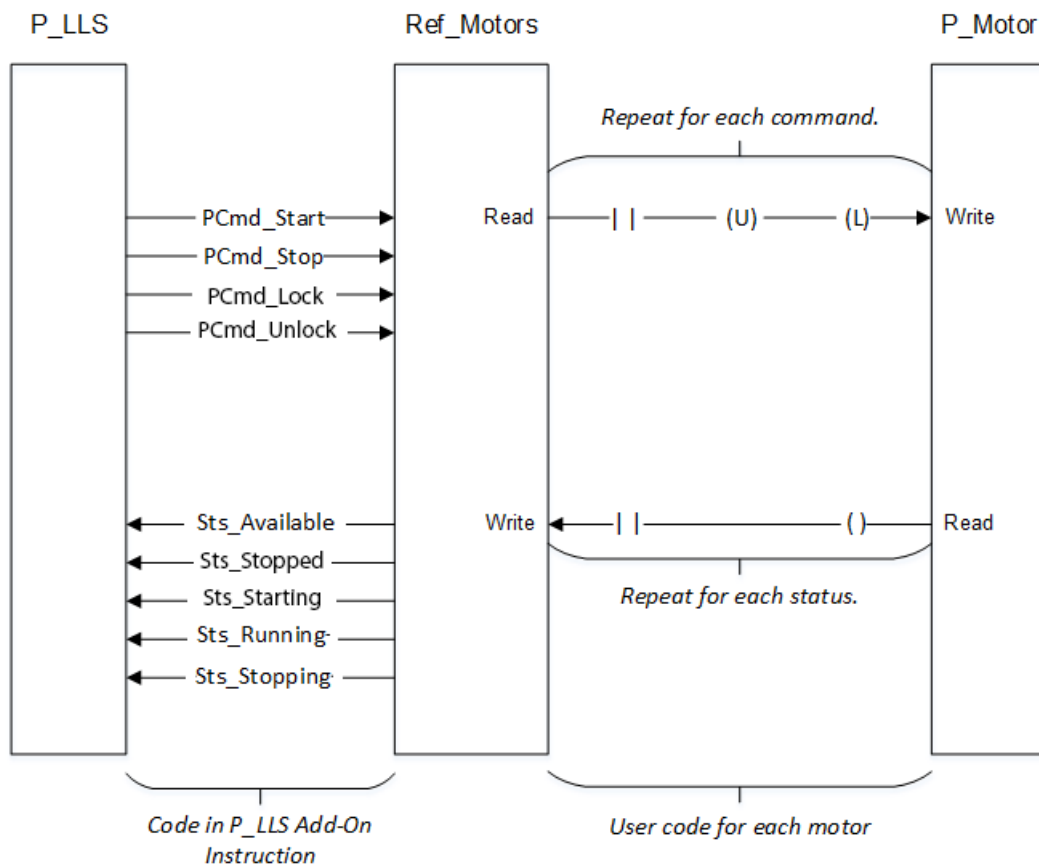 P_LLS
Ref_Motors
P_Motor
Repeat for each command.
PCmd_Start
Read
| |
(U)
(L)
Write
PCmd_Stop
PCmd_Lock
PCmd_Unlock
Sts_Available
Write
| |
( )
Read
Sts_Stopped
Sts_Starting
Sts_Running
Sts_Stopping
Repeat for each status.
Code in P_LLS Add-On
Instruction
User code for each motor